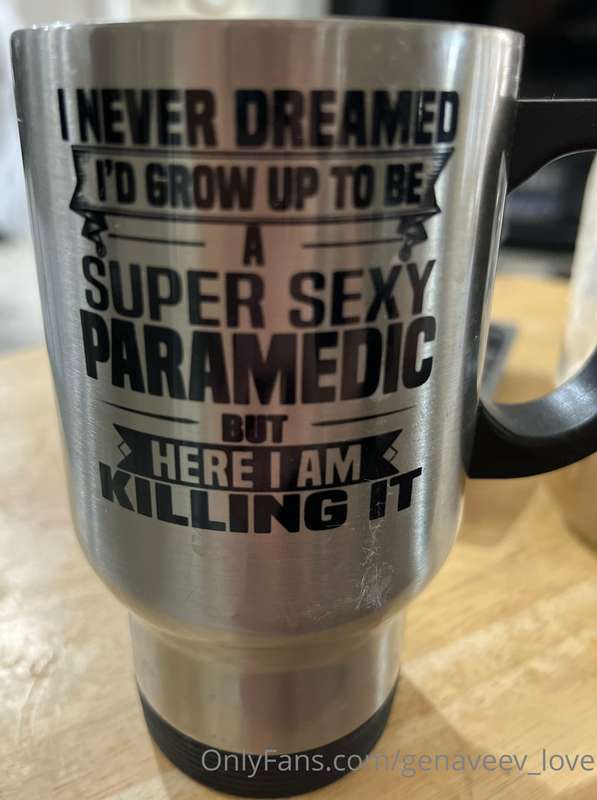 I NEVER DREAMED
I'D GROW UP TO BE
A
SUPER SEXY
PARAMEDIC
BUT
HERE I AM
KILLING IT
OnlyFans.com/genaveev_love